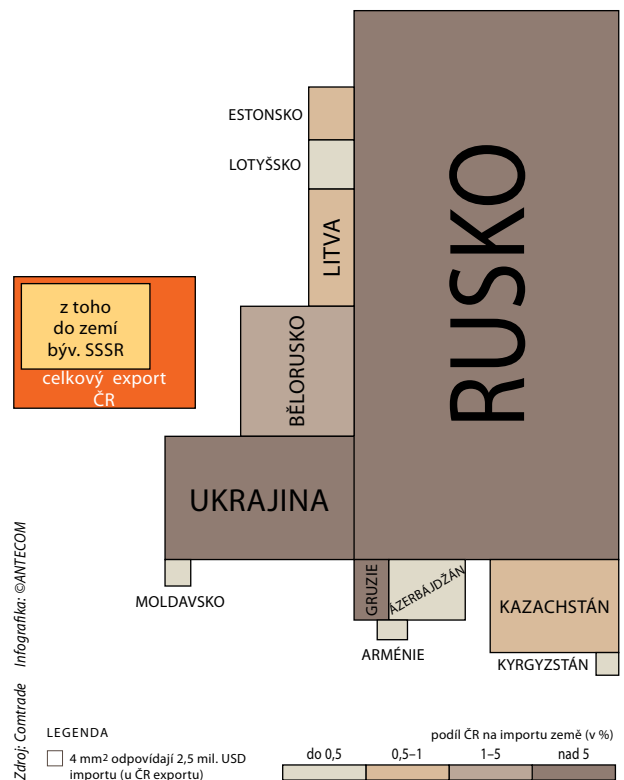 ESTONSKO
LOTYŠSKO
LITVA
RUSKO
z toho
do zemí
býv. SSSR
celkový export
ČR
BĚLORUSKO
UKRAJINA
MOLDAVSKO
GRUZIE
ÁZERBÁJDŽÁN
ARMÉNIE
KAZACHSTÁN
KYRGYZSTÁN
Zdroj: Comtrade Infografika: ©ANTECOM
LEGENDA
4 mm2 odpovídají 2,5 mil. USD
importu (u ČR exportu)
podíl ČR na importu země (v %)
do 0,5 0,5–1 1–5 nad 5